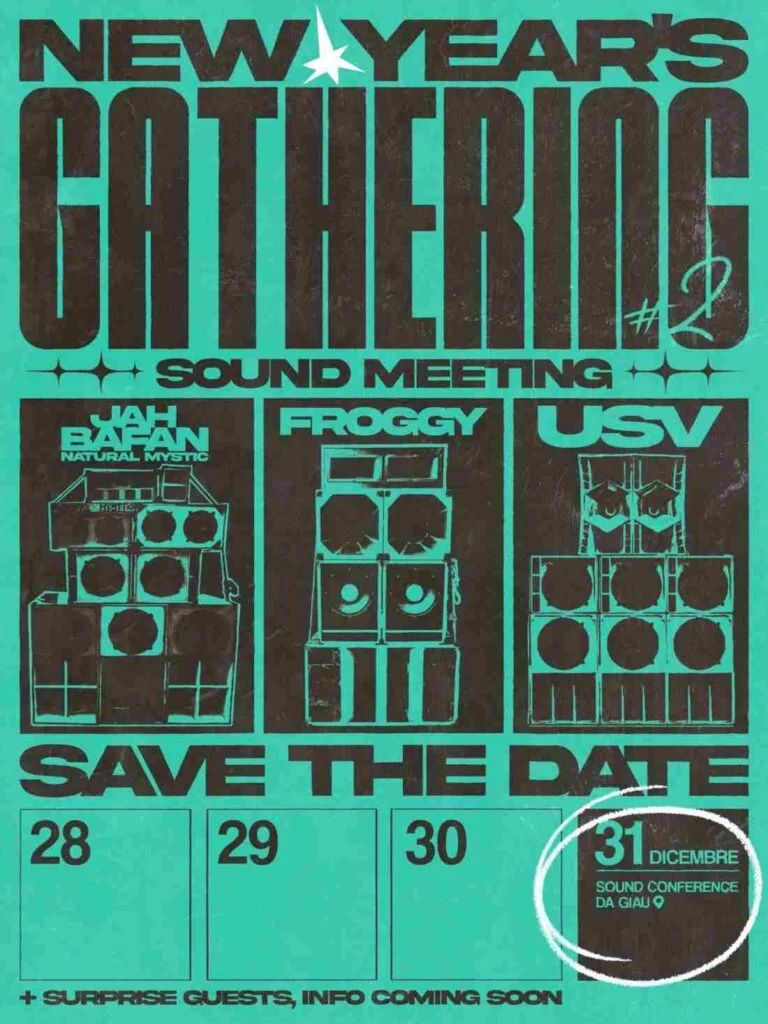 NEW YEAR'S
GATHERING
#2
SOUND MEETING
JAH
BAFAN
NATURAL MYSTIC
FROGGY
USV
SAVE THE DATE
28
29
30
31 DICEMBRE
SOUND CONFERENCE
DA GIAU
+ SURPRISE GUESTS, INFO COMING SOON